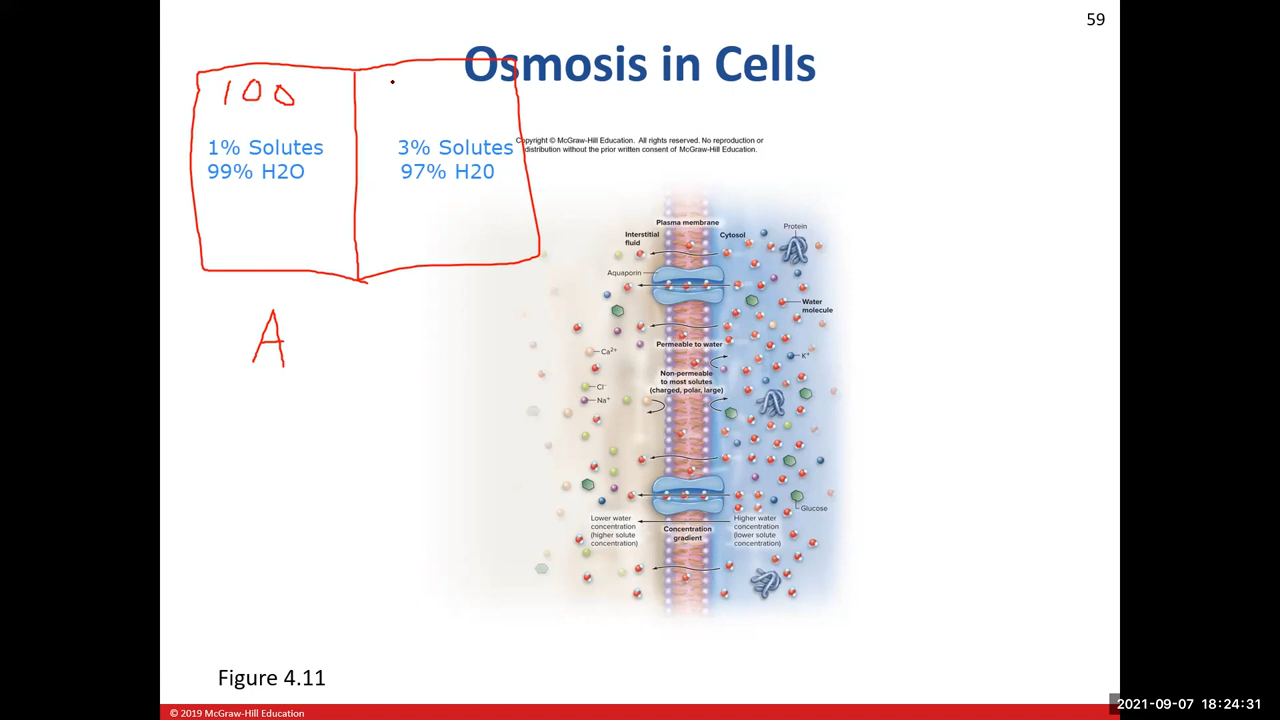 59
Osmosis in Cells
100
1% Solutes
99% H2O
3% Solutes
97% H20
Copyright © McGraw-Hill Education. All rights reserved. No reproduction or
distribution without the prior written consent of McGraw-Hill Education.
Plasma membrane
Interstitial
fluid
Cytosol
Protein
Aquaporin
Water
molecule
Permeable to water
Ca2+
K+
Non-permeable
to most solutes
(charged, polar, large)
Cl-
Na+
A
Glucose
Lower water
concentration
(higher solute
concentration)
Concentration
gradient
Higher water
concentration
(lower solute
concentration)
Figure 4.11
© 2019 McGraw-Hill Education
2021-09-07 18:24:31